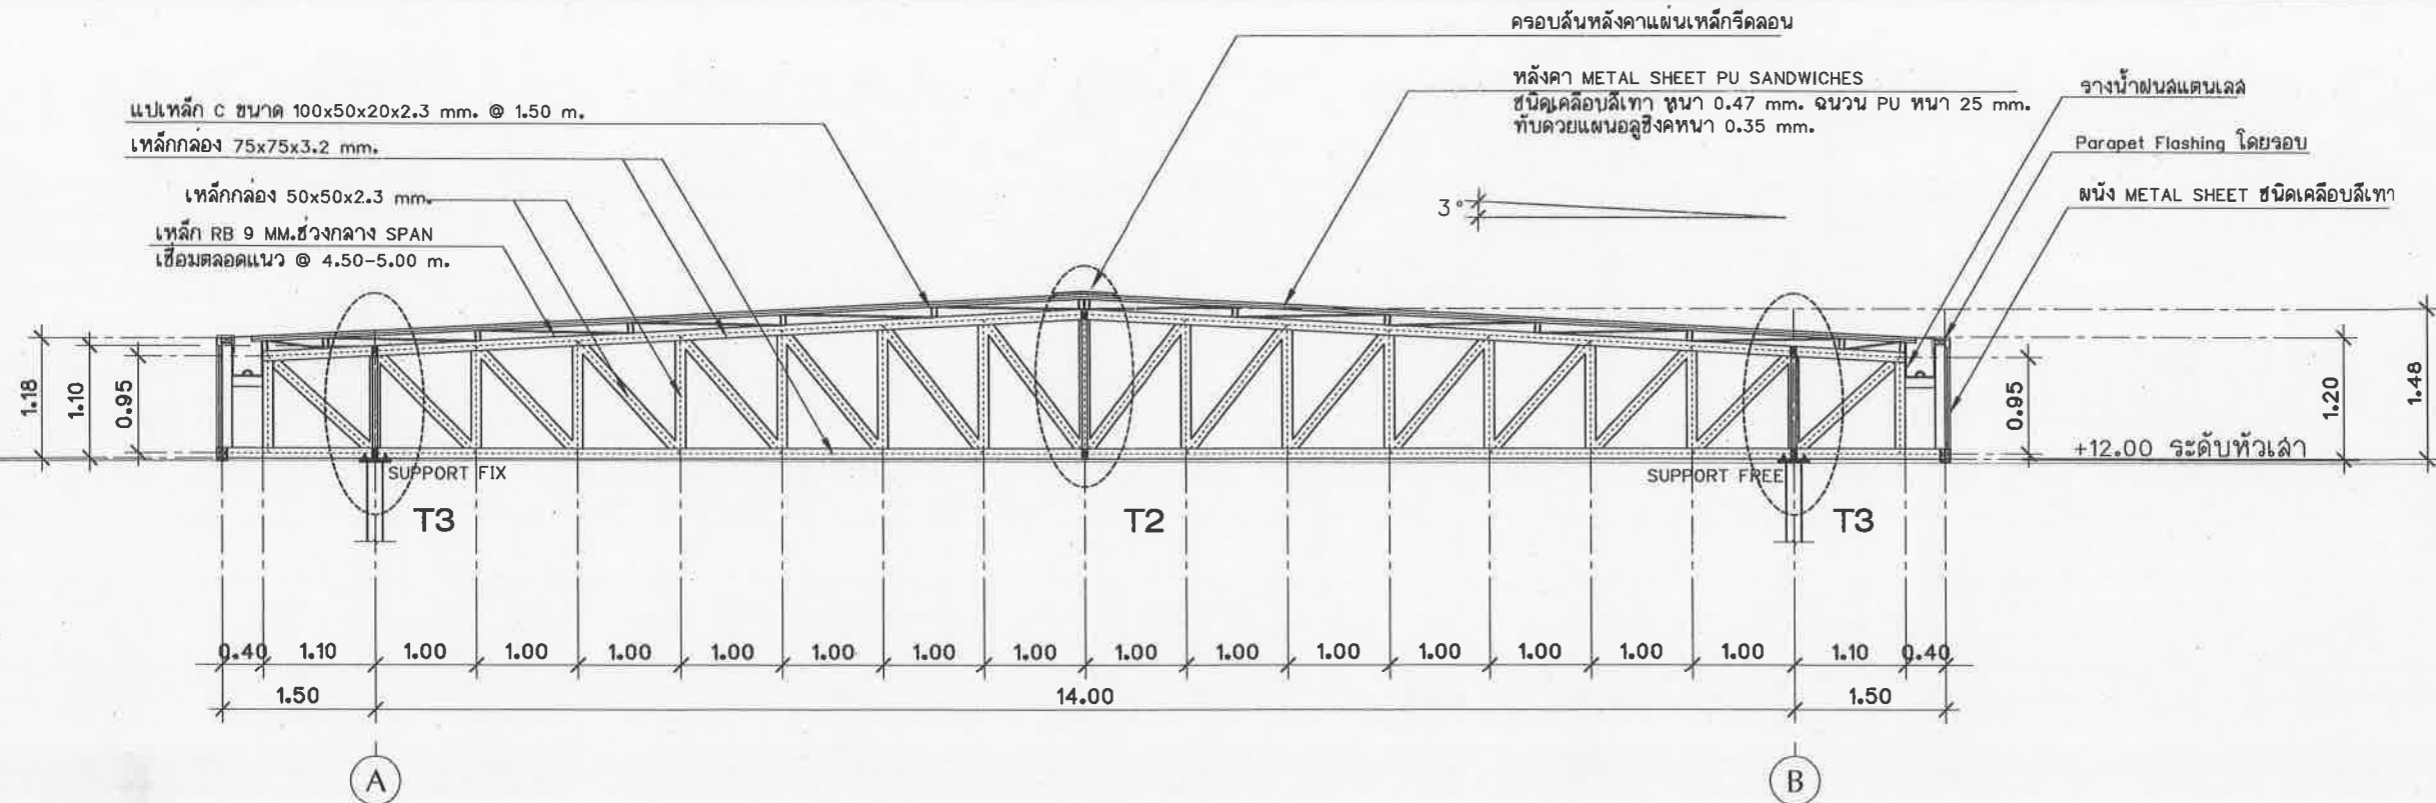 ครอบสันหลังคาแผ่นเหล็กรีดลอน
หลังคา METAL SHEET PU SANDWICHES
ชนิดเคลือบสีเทา หนา 0.47 mm. ฉนวน PU หนา 25 mm.
ทับด้วยแผ่นอลูซิงค์หนา 0.35 mm.
รางน้ำฝนสแตนเลส
Parapet Flashing โดยรอบ
ผนัง METAL SHEET ชนิดเคลือบสีเทา
แปเหล็ก C ขนาด 100x50x20x2.3 mm. @ 1.50 m.
เหล็กกล่อง 75x75x3.2 mm.
เหล็กกล่อง 50x50x2.3 mm.
เหล็ก RB 9 MM.ช่วงกลาง SPAN
เชื่อมตลอดแนว @ 4.50-5.00 m.
3°
1.18
1.10
0.95
0.95
1.20
1.48
+12.00 ระดับหัวเสา
SUPPORT FIX
SUPPORT FREE
T3
T2
T3
0.40 1.10 1.00 1.00 1.00 1.00 1.00 1.00 1.00 1.00 1.00 1.00 1.00 1.00 1.00 1.00 1.10 0.40
1.50 14.00 1.50
A
B